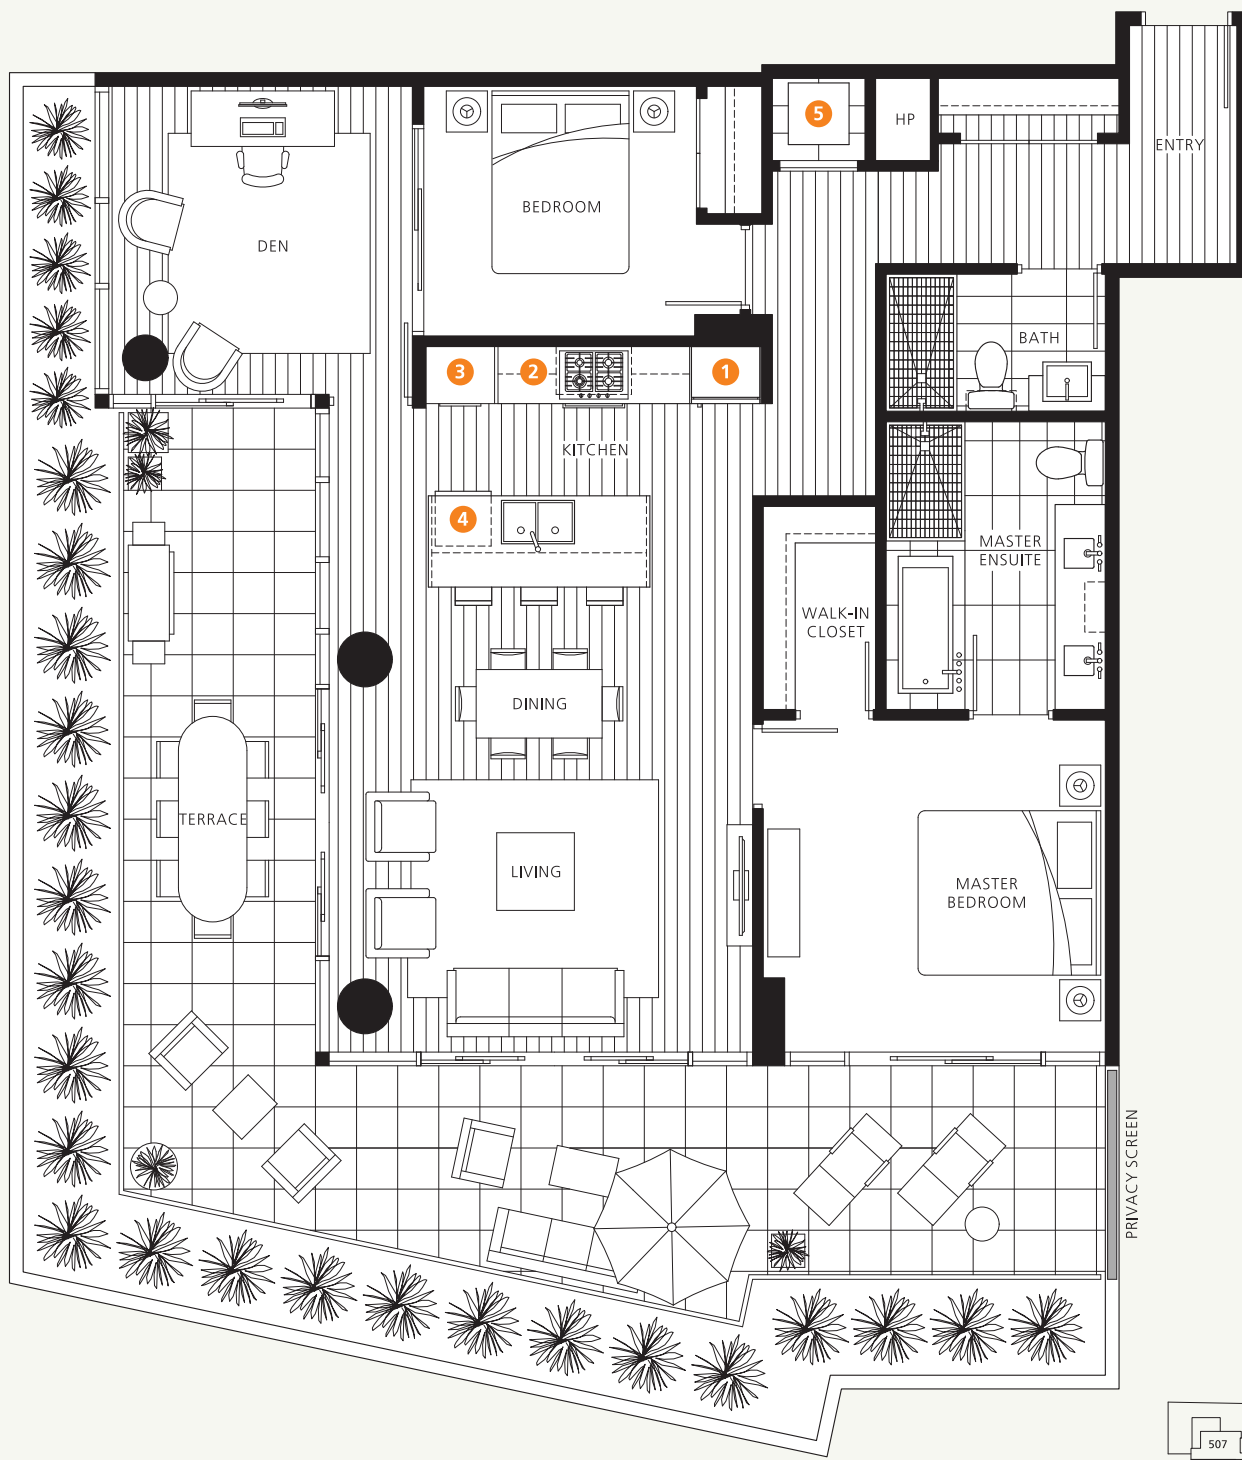 5
HP
ENTRY
BEDROOM
DEN
BATH
3
2
1
KITCHEN
4
MASTER
ENSUITE
WALK-IN
CLOSET
DINING
TERRACE
LIVING
MASTER
BEDROOM
PRIVACY SCREEN
507